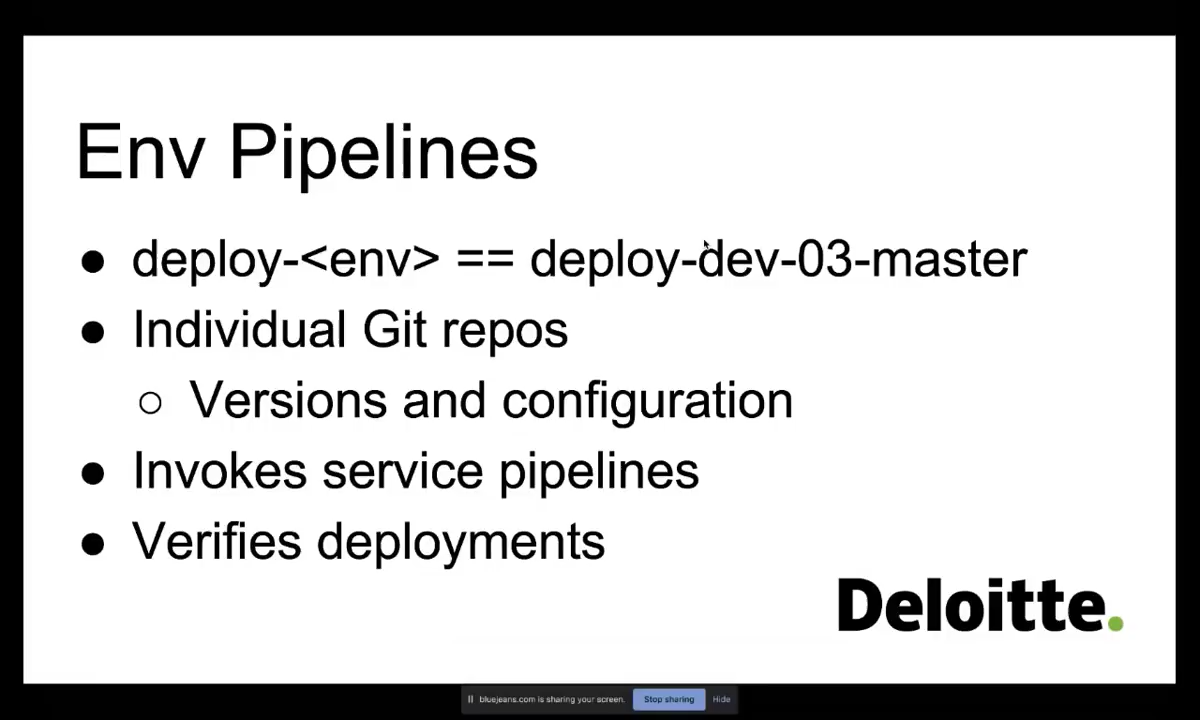 Env Pipelines
● deploy-<env> == deploy-dev-03-master
● Individual Git repos
○ Versions and configuration
● Invokes service pipelines
● Verifies deployments
Deloitte.
bluejeans.com is sharing your screen. Stop sharing Hide